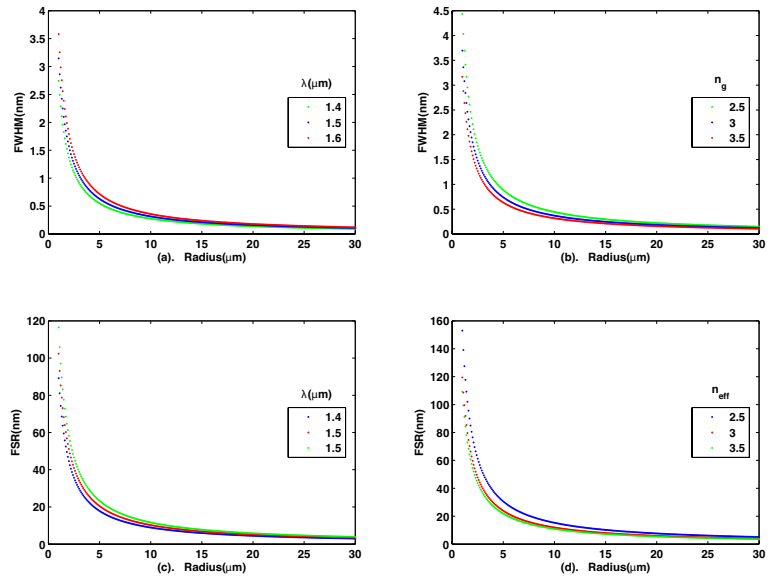 4
3.5
3
2.5
2
1.5
1
0.5
0
FWHM(nm)
λ(μm)
1.4
1.5
1.6
0 5 10 15 20 25 30
(a). Radius(μm)
4.5
4
3.5
3
2.5
2
1.5
1
0.5
0
FWHM(nm)
n_g
2.5
3
3.5
0 5 10 15 20 25 30
(b). Radius(μm)
120
100
80
60
40
20
0
FSR(nm)
λ(μm)
1.4
1.5
1.5
0 5 10 15 20 25 30
(c). Radius(μm)
160
140
120
100
80
60
40
20
0
FSR(nm)
n_eff
2.5
3
3.5
0 5 10 15 20 25 30
(d). Radius(μm)